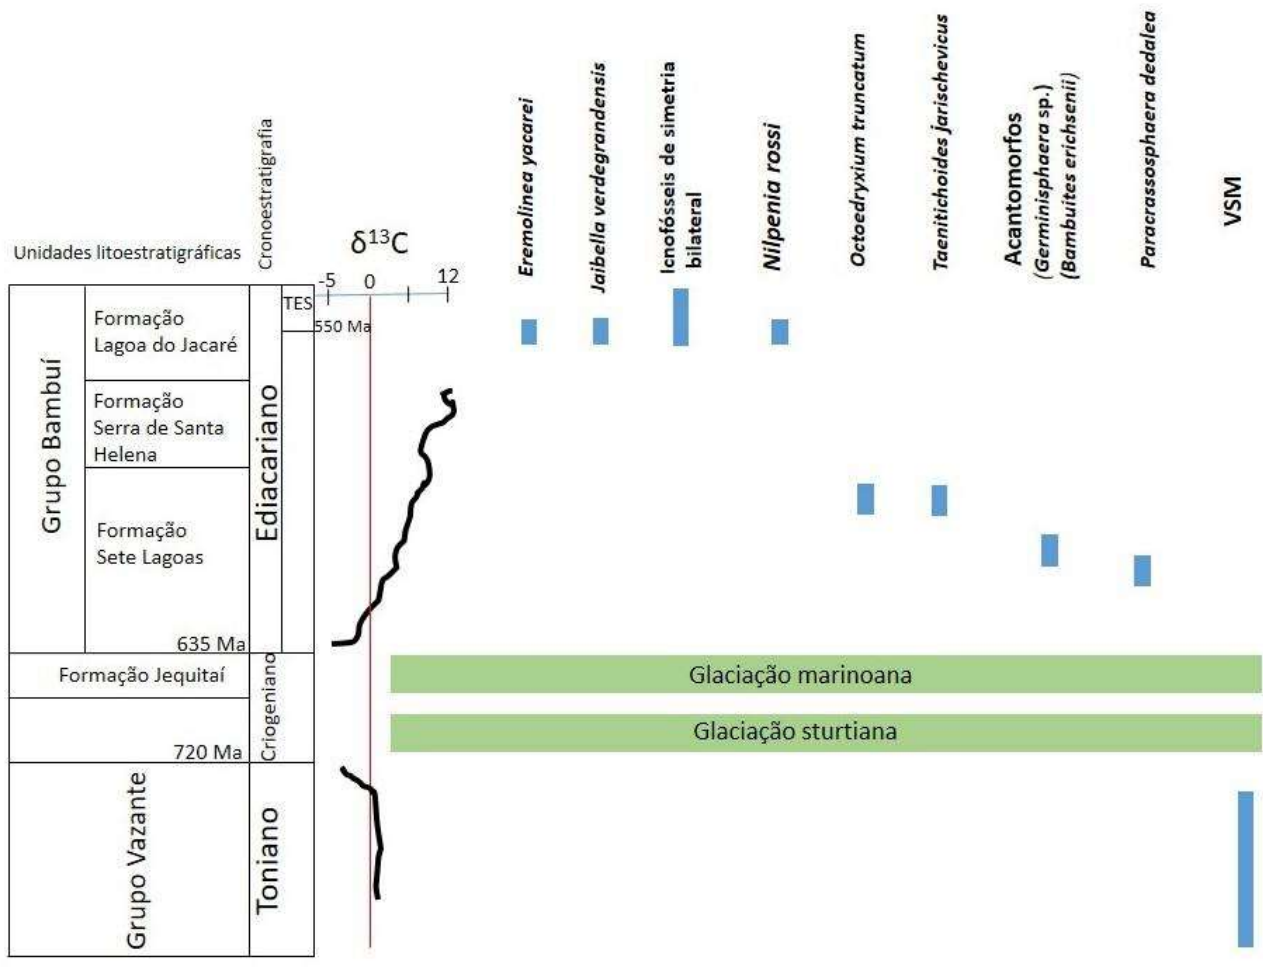 Unidades litoestratigráficas
Cronoestratigrafia
δ¹³C
-5 0 12
Eremolinea yacarei
Jaibella verdegrandensis
Icnofósseis de simetria
bilateral
Nilpenia rossi
Octoedryxium truncatum
Taenitichoides jarischevicus
Acantomorfos
(Germinisphaera sp.)
(Bambuites erichsenii)
Paracrassosphaera dedalea
VSM
Grupo Bambuí
Formação
Lagoa do Jacaré
Formação
Serra de Santa
Helena
Formação
Sete Lagoas
635 Ma
Ediacariano
TES
550 Ma
Formação Jequitaí
720 Ma
Criogeniano
Glaciação marinoana
Glaciação sturtiana
Grupo Vazante
Toniano